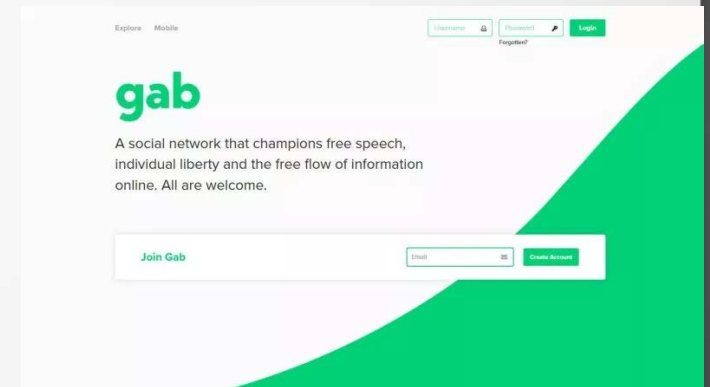 Explore Mobile
Username Password Login
Forgotten?
gab
A social network that champions free speech,
individual liberty and the free flow of information
online. All are welcome.
Join Gab Email Create Account